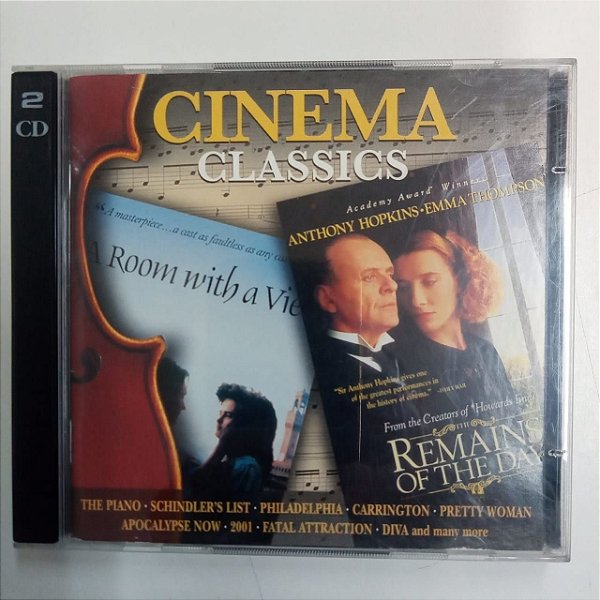 2
CD
CINEMA
CLASSICS
"A masterpiece...a cast as faultless as any
A Room with a Vie
Academy Award Winners
ANTHONY HOPKINS • EMMA THOMPSON
"Sir Anthony Hopkins gives one
of the greatest performances in
the history of cinema."
From the Creators of "Howards End"
THE
REMAINS
OF THE DAY
THE PIANO • SCHINDLER'S LIST • PHILADELPHIA • CARRINGTON • PRETTY WOMAN
APOCALYPSE NOW • 2001 • FATAL ATTRACTION • DIVA and many more